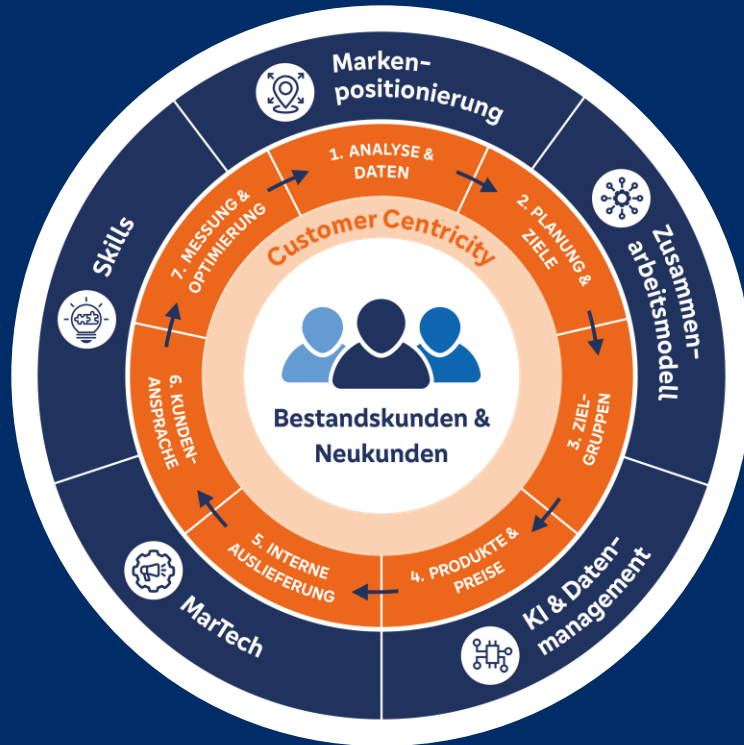 Marken-
positionierung
Zusammen-
arbeitsmodell
KI & Daten-
management
MarTech
Skills
1. ANALYSE &
DATEN
2. PLANUNG &
ZIELE
3. ZIEL-
GRUPPEN
4. PRODUKTE &
PREISE
5. INTERNE
AUSLIEFERUNG
6. KUNDEN-
ANSPRACHE
7. MESSUNG &
OPTIMIERUNG
Customer Centricity
Bestandskunden &
Neukunden